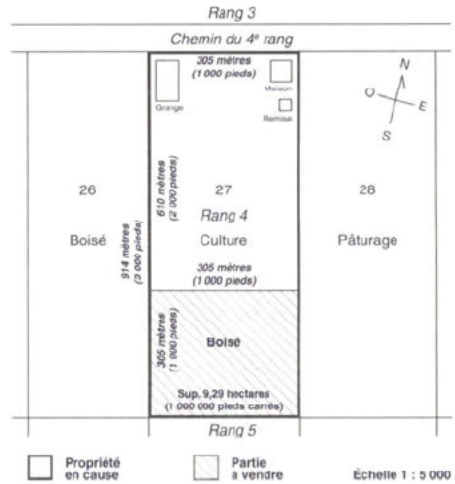 Rang 3
Chemin du 4e rang
305 mètres
(1 000 pieds)
Grange
Maison
Remise
N
O
E
S
610 mètres
(2 000 pieds)
26
27
28
Rang 4
Boisé
Culture
Pâturage
914 mètres
(3 000 pieds)
305 mètres
(1 000 pieds)
305 mètres
(1 000 pieds)
Boisé
Sup. 9,29 hectares
(1 000 000 pieds carrés)
Rang 5
Propriété
en cause
Partie
à vendre
Échelle 1 : 5 000